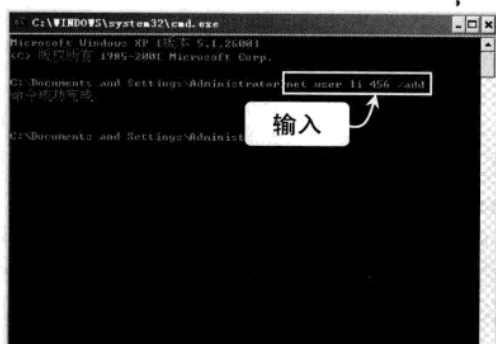 C:\WINDOWS\system32\cmd.exe
Microsoft Windows XP [版本 5.1.2600]
(C) 版权所有 1985-2001 Microsoft Corp.
C:\Documents and Settings\Administrator>net user li 456 /add
命令成功完成。
C:\Documents and Settings\Administ
输入